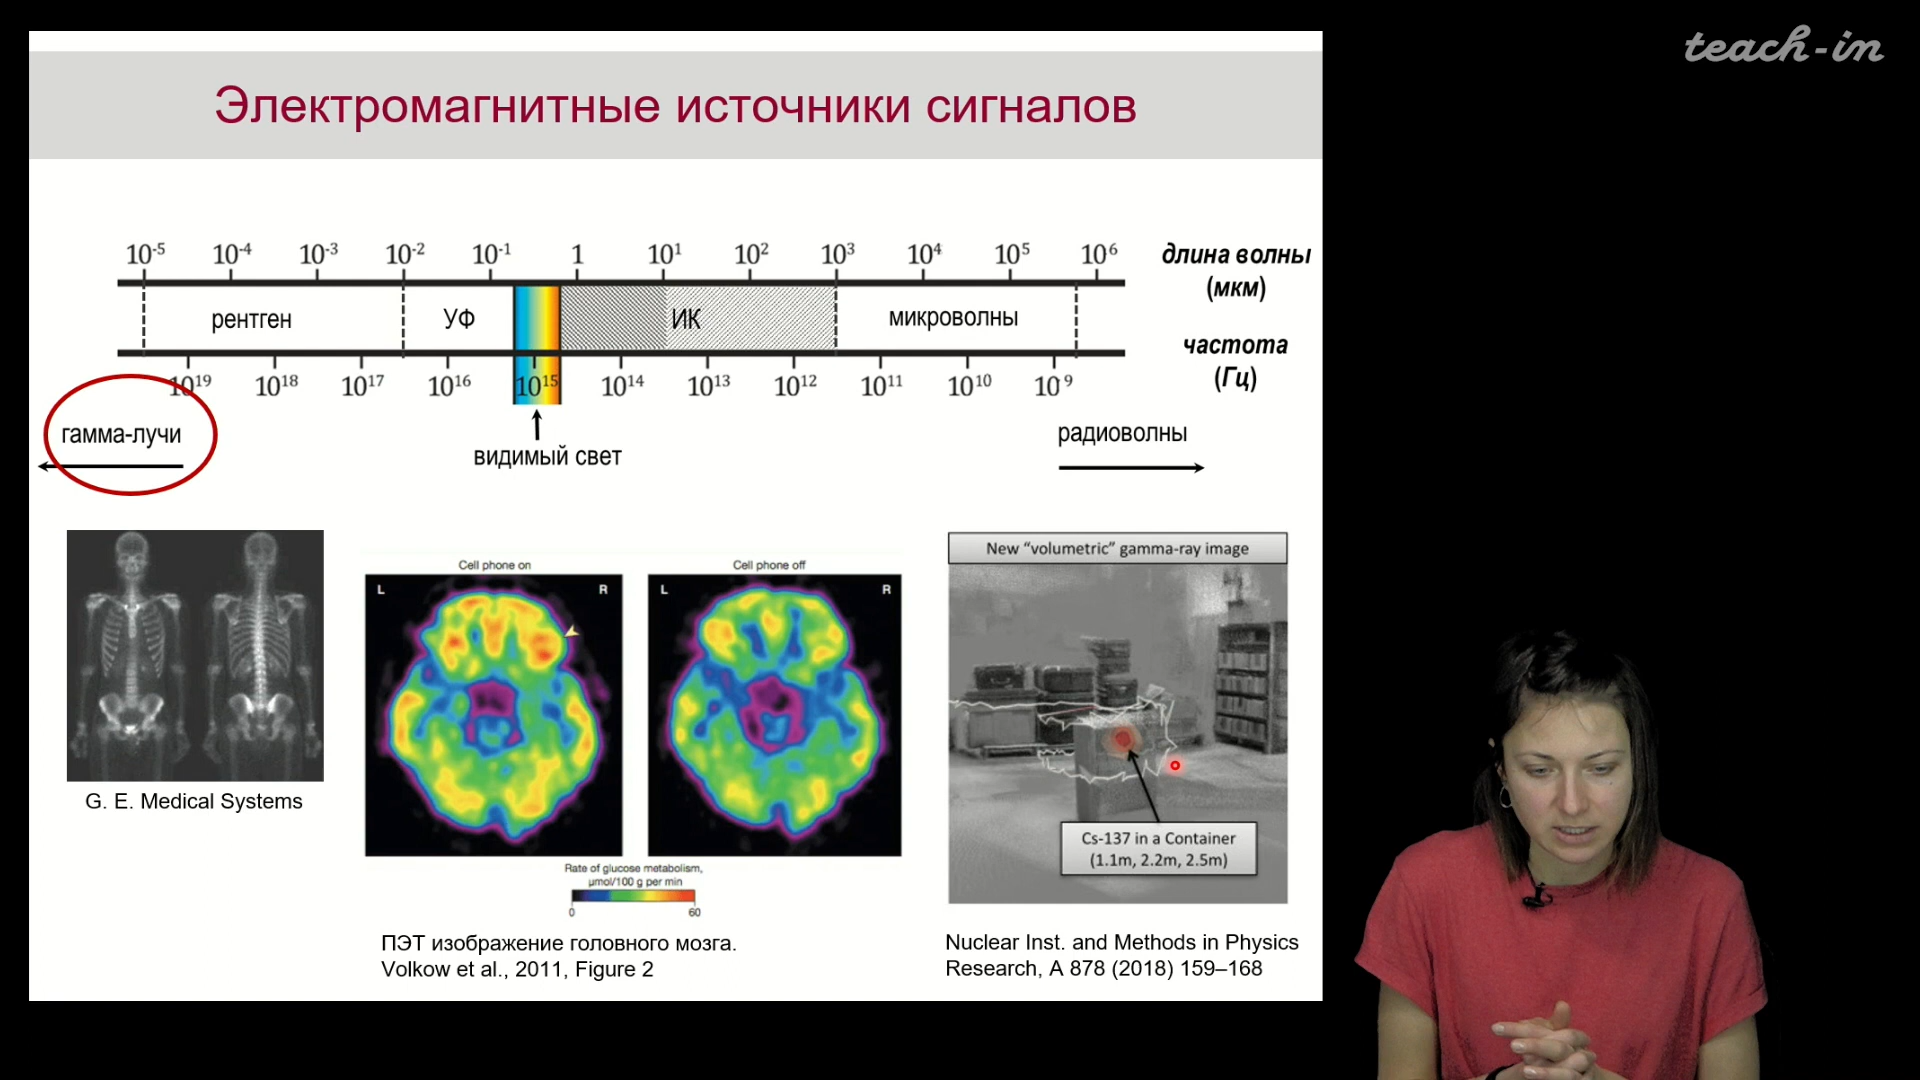 teach-in
Электромагнитные источники сигналов
10-5 10-4 10-3 10-2 10-1 1 10¹ 10² 10³ 10⁴ 10⁵ 10⁶
длина волны
(мкм)
рентген УФ ИК микроволны
частота
(Гц)
10¹⁹ 10¹⁸ 10¹⁷ 10¹⁶ 10¹⁵ 10¹⁴ 10¹³ 10¹² 10¹¹ 10¹⁰ 10⁹
гамма-лучи
видимый свет
радиоволны
G. E. Medical Systems
Cell phone on
L R
Cell phone off
L R
Rate of glucose metabolism,
µmol/100 g per min
0 60
ПЭТ изображение головного мозга.
Volkow et al., 2011, Figure 2
New “volumetric” gamma-ray image
Cs-137 in a Container
(1.1m, 2.2m, 2.5m)
Nuclear Inst. and Methods in Physics
Research, A 878 (2018) 159–168